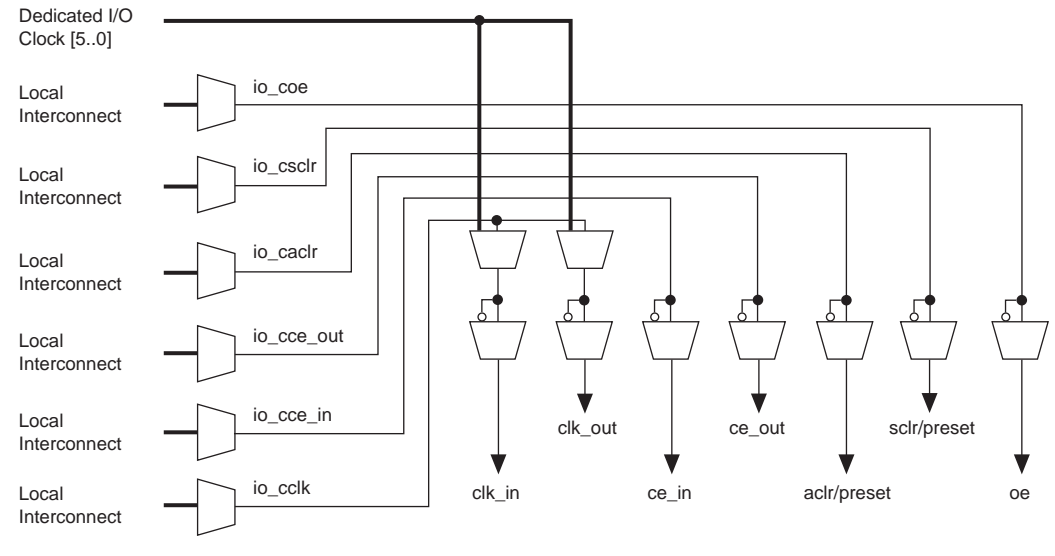 Dedicated I/O
Clock [5..0]
Local
Interconnect
io_coe
Local
Interconnect
io_csclr
Local
Interconnect
io_caclr
Local
Interconnect
io_cce_out
Local
Interconnect
io_cce_in
Local
Interconnect
io_cclk
clk_out
ce_out
sclr/preset
clk_in
ce_in
aclr/preset
oe